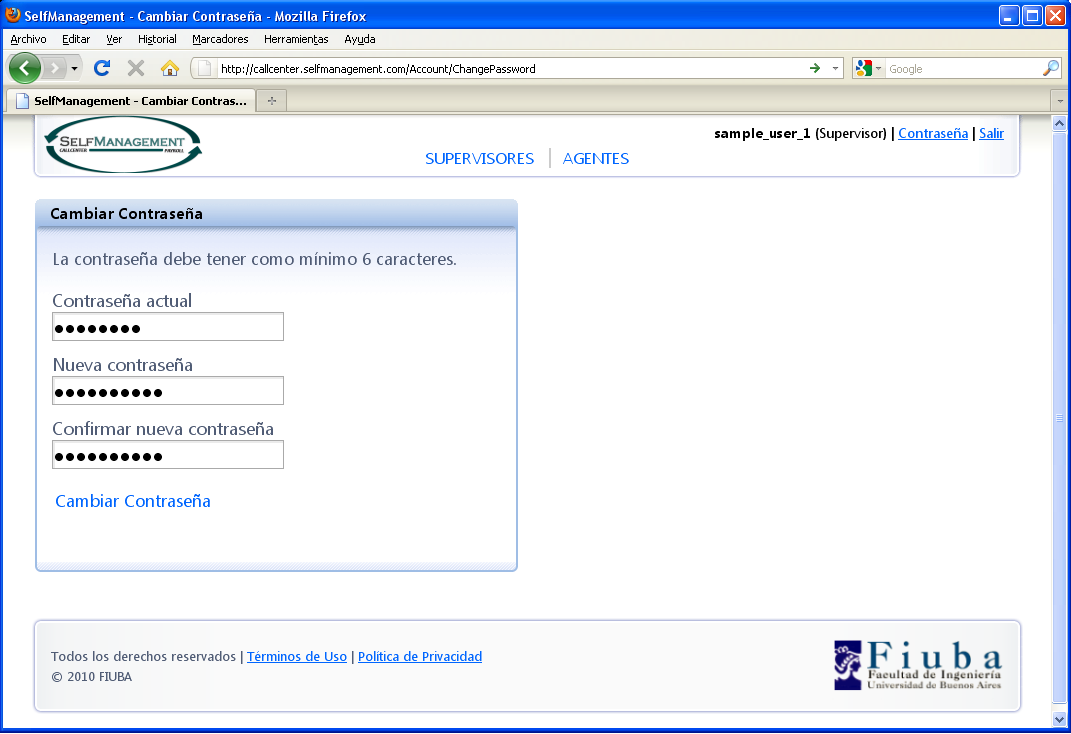 SelfManagement - Cambiar Contraseña - Mozilla Firefox
Archivo Editar Ver Historial Marcadores Herramientas Ayuda
http://callcenter.selfmanagement.com/Account/ChangePassword Google
SelfManagement - Cambiar Contras...
SELFMANAGEMENT
CALLCENTER PAYROLL
sample_user_1 (Supervisor) | Contraseña | Salir
SUPERVISORES | AGENTES
Cambiar Contraseña
La contraseña debe tener como mínimo 6 caracteres.
Contraseña actual
●●●●●●●●
Nueva contraseña
●●●●●●●●●●
Confirmar nueva contraseña
●●●●●●●●●●
Cambiar Contraseña
Todos los derechos reservados | Términos de Uso | Política de Privacidad
© 2010 FIUBA
Fiuba
Facultad de Ingeniería
Universidad de Buenos Aires